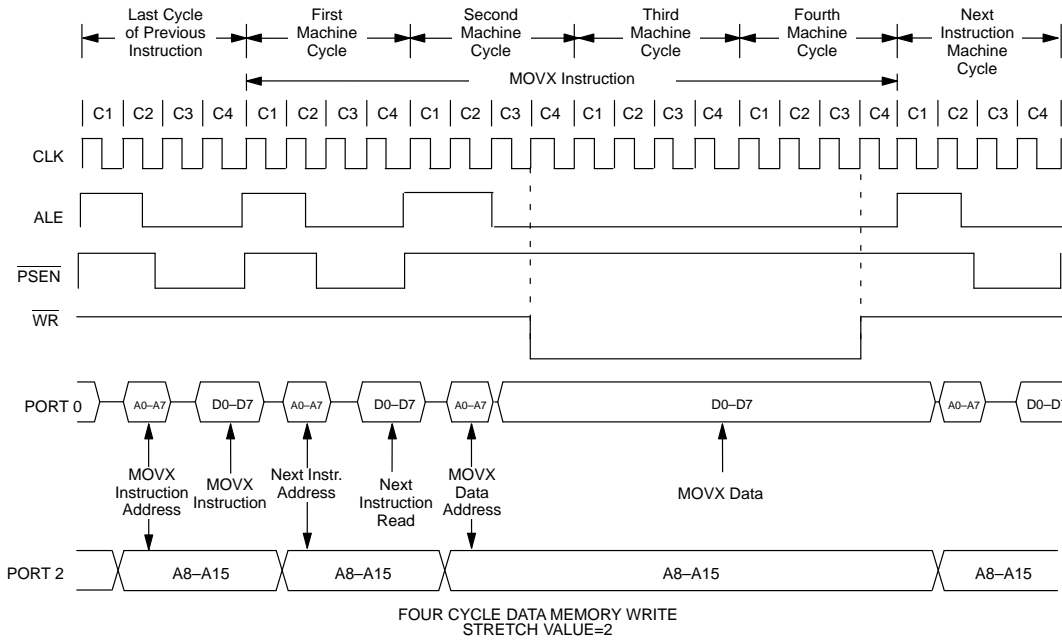 Last Cycle
of Previous
Instruction
First
Machine
Cycle
Second
Machine
Cycle
Third
Machine
Cycle
Fourth
Machine
Cycle
Next
Instruction
Machine
Cycle
MOVX Instruction
C1 C2 C3 C4 C1 C2 C3 C4 C1 C2 C3 C4 C1 C2 C3 C4 C1 C2 C3 C4 C1 C2 C3 C4
CLK
ALE
PSEN
WR
PORT 0
A0–A7 D0–D7 A0–A7 D0–D7 A0–A7 D0–D7 A0–A7 D0–D7
MOVX
Instruction
Address
MOVX
Instruction
Next Instr.
Address
Next
Instruction
Read
MOVX
Data
Address
MOVX Data
PORT 2
A8–A15 A8–A15 A8–A15 A8–A15
FOUR CYCLE DATA MEMORY WRITE
STRETCH VALUE=2